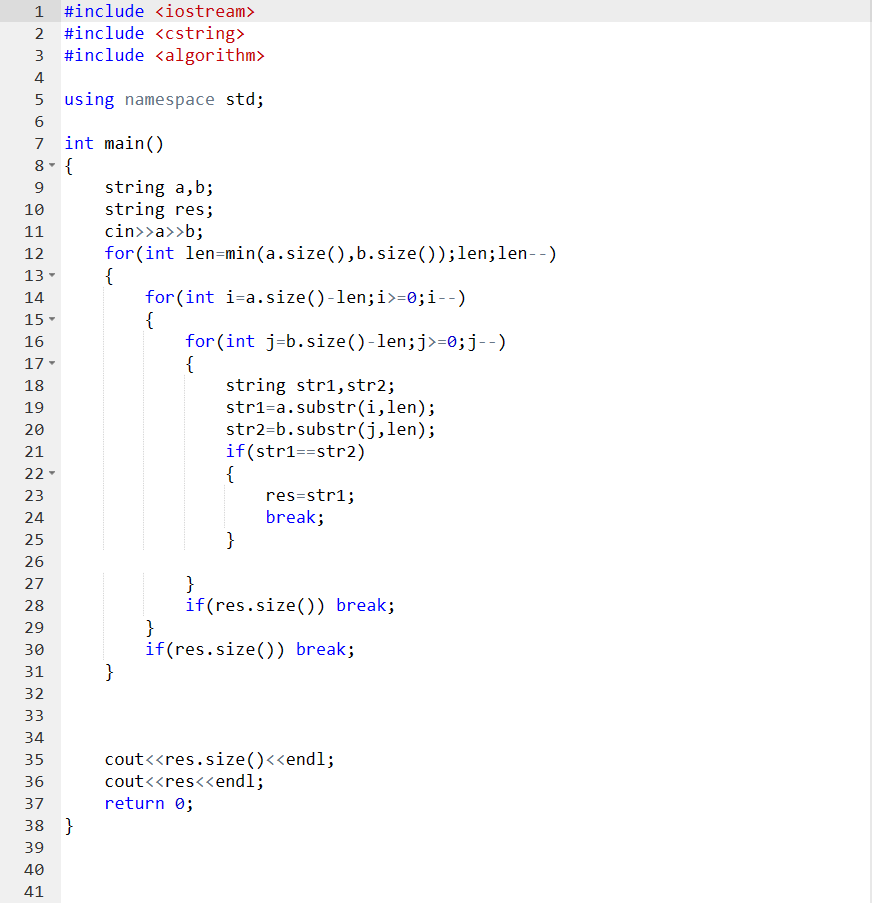 1 #include <iostream>
2 #include <cstring>
3 #include <algorithm>
4
5 using namespace std;
6
7 int main()
8 {
9     string a,b;
10     string res;
11     cin>>a>>b;
12     for(int len=min(a.size(),b.size());len;len--)
13     {
14         for(int i=a.size()-len;i>=0;i--)
15         {
16             for(int j=b.size()-len;j>=0;j--)
17             {
18                 string str1,str2;
19                 str1=a.substr(i,len);
20                 str2=b.substr(j,len);
21                 if(str1==str2)
22                 {
23                     res=str1;
24                     break;
25                 }
26
27             }
28             if(res.size()) break;
29         }
30         if(res.size()) break;
31     }
32
33
34
35     cout<<res.size()<<endl;
36     cout<<res<<endl;
37     return 0;
38 }
39
40
41